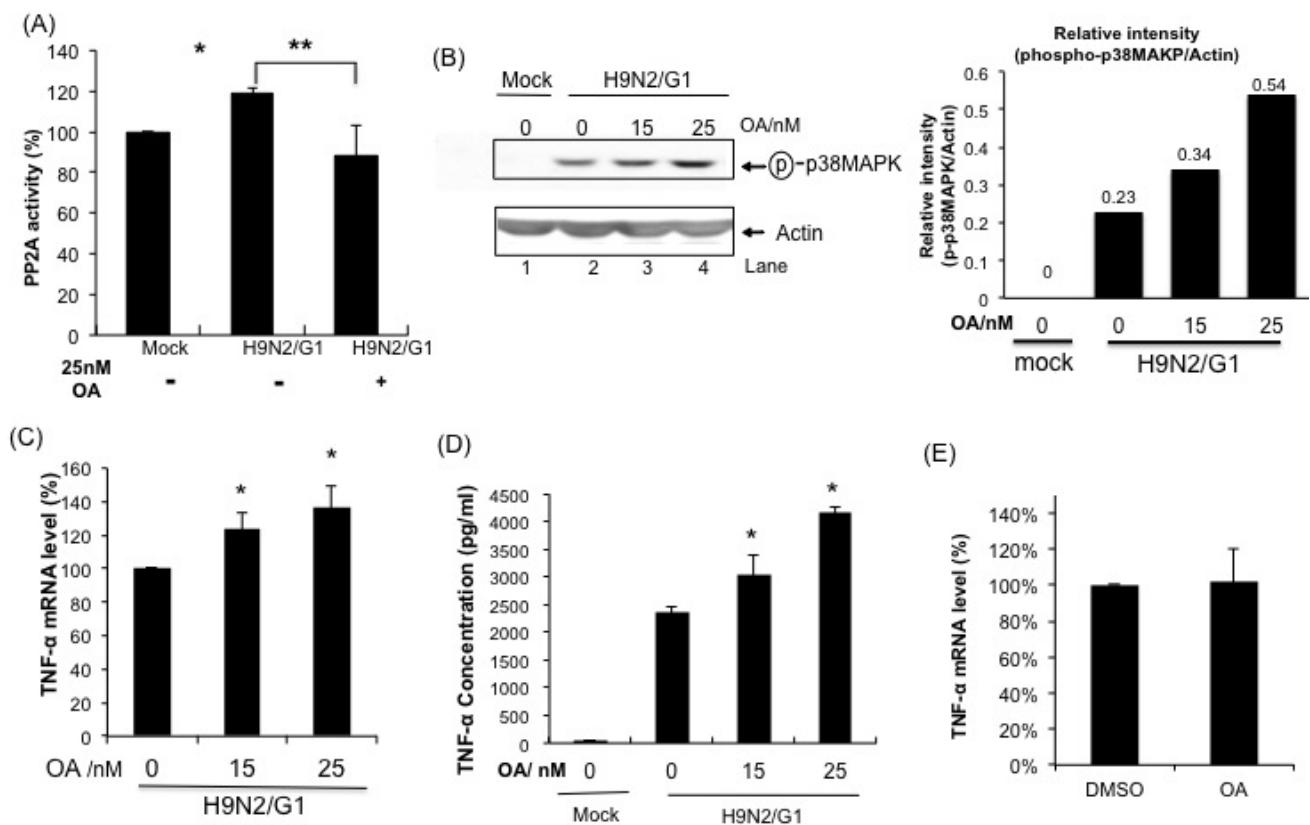 (A)
140
120
100
80
60
40
20
0
PP2A activity (%)
*
**
Mock
H9N2/G1
H9N2/G1
25nM
OA
-
-
+
(B)
Mock
H9N2/G1
0
0
15
25
OA/nM
P-p38MAPK
Actin
1
2
3
4
Lane
Relative intensity
(phospho-p38MAKP/Actin)
0.6
0.5
0.4
0.3
0.2
0.1
0
Relative intensity
(p-p38MAPK/Actin)
0
0.23
0.34
0.54
OA/nM
0
0
15
25
mock
H9N2/G1
(C)
160
140
120
100
80
60
40
20
0
TNF-α mRNA level (%)
*
*
OA /nM
0
15
25
H9N2/G1
(D)
4500
4000
3500
3000
2500
2000
1500
1000
500
0
TNF-α Concentration (pg/ml)
*
*
OA/ nM
0
0
15
25
Mock
H9N2/G1
(E)
140%
120%
100%
80%
60%
40%
20%
0%
TNF-α mRNA level (%)
DMSO
OA